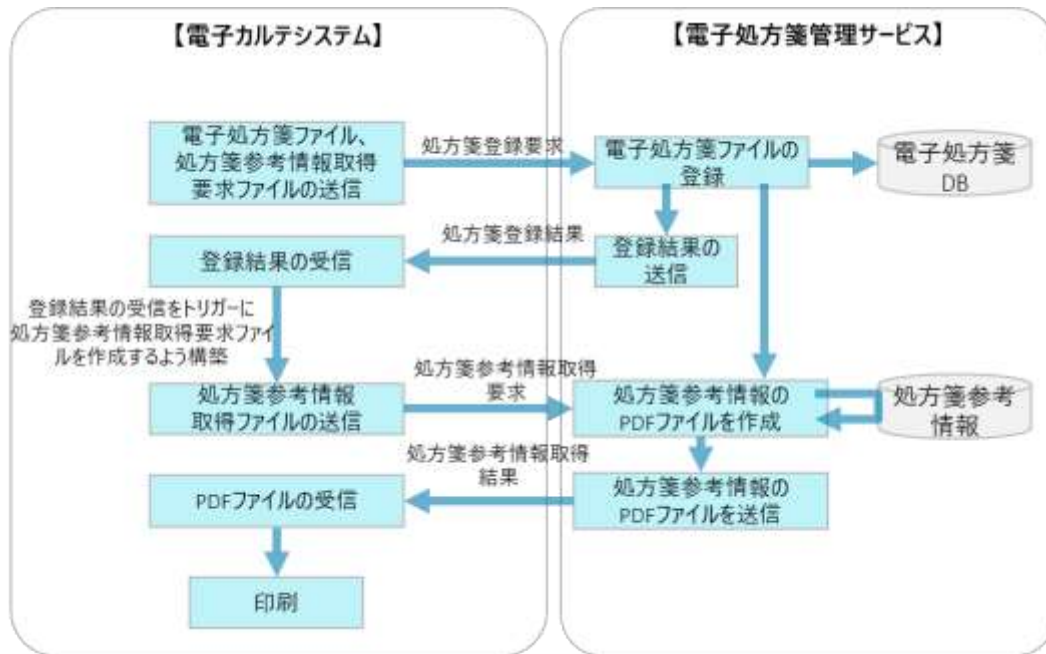 【電子カルテシステム】
【電子処方箋管理サービス】
電子処方箋ファイル、
処方箋参考情報取得
要求ファイルの送信
処方箋登録要求
電子処方箋ファイルの
登録
電子処方箋
DB
処方箋登録結果
登録結果の
送信
登録結果の受信
登録結果の受信をトリガーに
処方箋参考情報取得要求ファイ
ルを作成するよう構築
処方箋参考情報
取得ファイルの送信
処方箋参考情報取得
要求
処方箋参考情報の
PDFファイルを作成
処方箋参考
情報
処方箋参考情報取得
結果
処方箋参考情報の
PDFファイルを送信
PDFファイルの受信
印刷